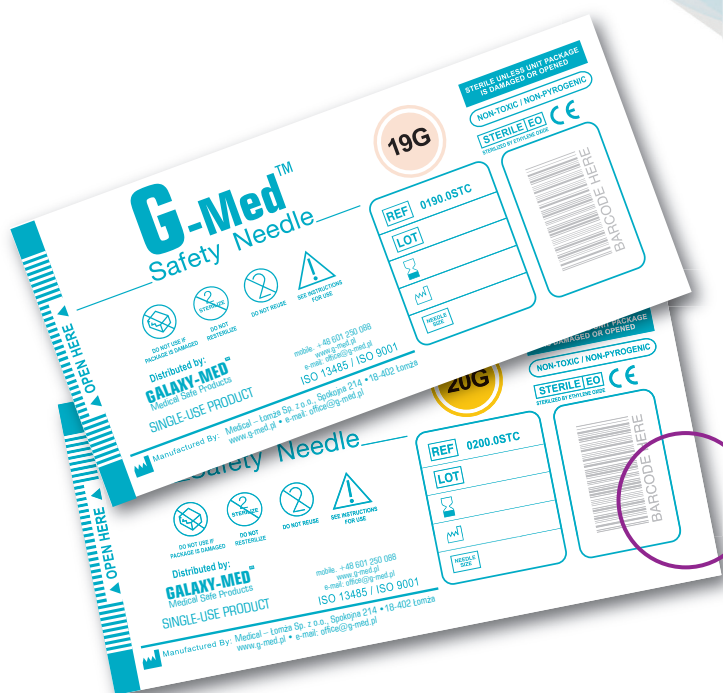 STERILE UNLESS UNIT PACKAGE
IS DAMAGED OR OPENED
NON-TOXIC / NON-PYROGENIC
STERILE EO CE
STERILIZED BY ETHYLENE OXIDE
19G
G-Med™
Safety Needle
REF 0190.0STC
LOT
NEEDLE
SIZE
BARCODE HERE
▲ OPEN HERE ▲
DO NOT USE IF
PACKAGE IS DAMAGED
2
STERILIZE
DO NOT
RESTERILIZE
2
DO NOT REUSE
SEE INSTRUCTIONS
FOR USE
Distributed by:
GALAXY-MED
Medical Safe Products
SINGLE-USE PRODUCT
mobile. +48 601 250 088
www.g-med.pl
e-mail: office@g-med.pl
ISO 13485 / ISO 9001
Manufactured By: Medical – Łomża Sp. z o.o., Spokojna 214 • 18-402 Łomża
www.g-med.pl • e-mail: office@g-med.pl
UNIT PACKAGE
DAMAGED OR OPENED
NON-TOXIC / NON-PYROGENIC
STERILE EO CE
STERILIZED BY ETHYLENE OXIDE
20G
Safety Needle
REF 0200.0STC
LOT
NEEDLE
SIZE
BARCODE HERE
▲ OPEN HERE ▲
DO NOT USE IF
PACKAGE IS DAMAGED
2
STERILIZE
DO NOT
RESTERILIZE
2
DO NOT REUSE
SEE INSTRUCTIONS
FOR USE
Distributed by:
GALAXY-MED
Medical Safe Products
SINGLE-USE PRODUCT
mobile. +48 601 250 088
www.g-med.pl
e-mail: office@g-med.pl
ISO 13485 / ISO 9001
Manufactured By: Medical – Łomża Sp. z o.o., Spokojna 214 • 18-402 Łomża
www.g-med.pl • e-mail: office@g-med.pl